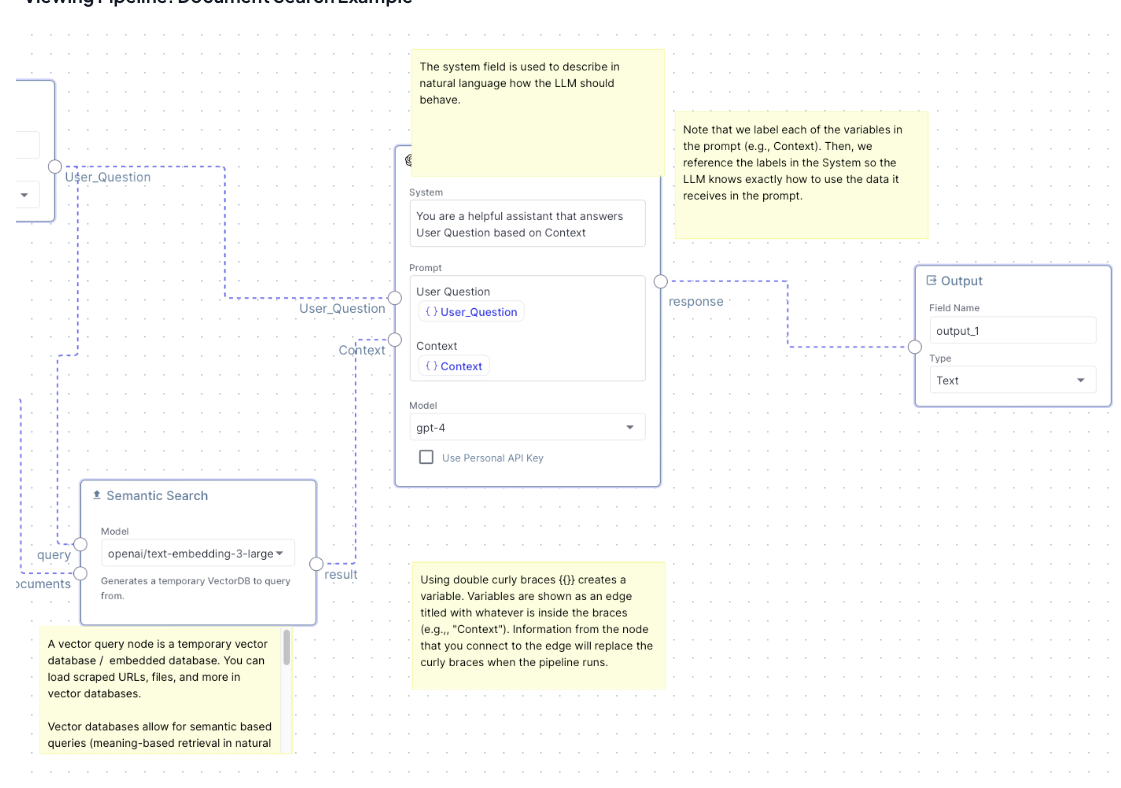 Viewing Pipeline: Document Search Example
The system field is used to describe in
natural language how the LLM should
behave.
Note that we label each of the variables in
the prompt (e.g., Context). Then, we
reference the labels in the System so the
LLM knows exactly how to use the data it
receives in the prompt.
User_Question
System
You are a helpful assistant that answers
User Question based on Context
Prompt
User Question
{ } User_Question
Context
{ } Context
Model
gpt-4
Use Personal API Key
User_Question
Context
response
Output
Field Name
output_1
Type
Text
Semantic Search
Model
openai/text-embedding-3-large
Generates a temporary VectorDB to query
from.
query
ocuments
result
Using double curly braces {{}} creates a
variable. Variables are shown as an edge
titled with whatever is inside the braces
(e.g.,, "Context"). Information from the node
that you connect to the edge will replace the
curly braces when the pipeline runs.
A vector query node is a temporary vector
database /  embedded database. You can
load scraped URLs, files, and more in
vector databases.
Vector databases allow for semantic based
queries (meaning-based retrieval in natural